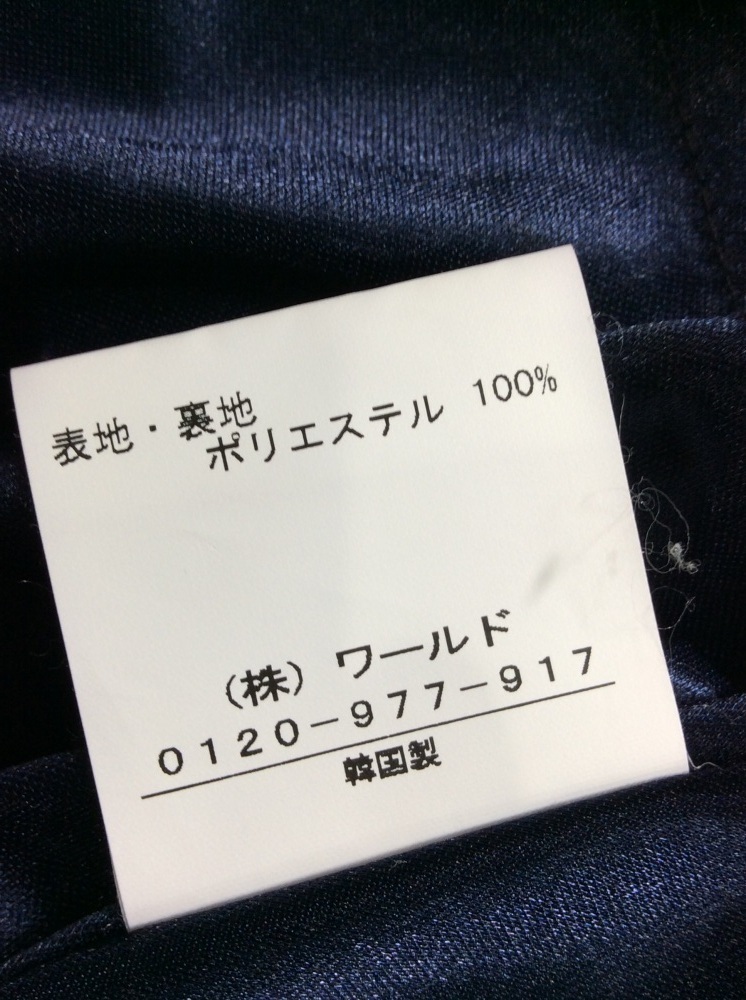 表地・裏地
ポリエステル 100%
(株) ワールド
0120-977-917
韓国製